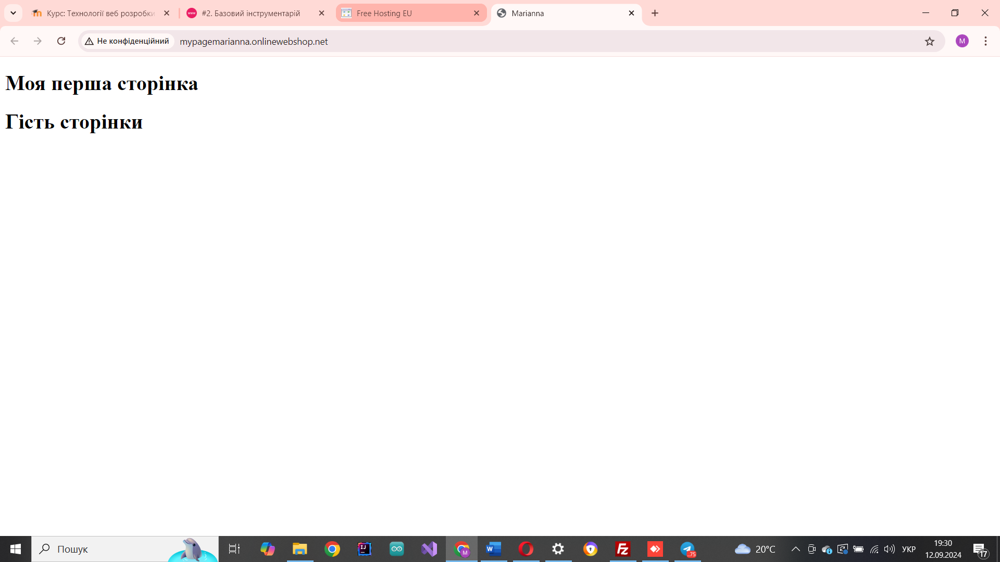 Курс: Технології веб розробки
#2. Базовий інструментарій
Free Hosting EU
Marianna
Не конфіденційний
mypagemarianna.onlinewebshop.net
M
Моя перша сторінка
Гість сторінки
Пошук
20°C
УКР
19:30
12.09.2024
17